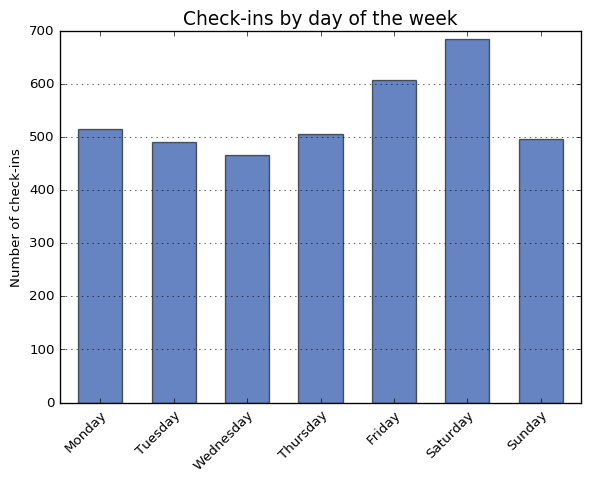 Check-ins by day of the week
Number of check-ins
700
600
500
400
300
200
100
0
Monday
Tuesday
Wednesday
Thursday
Friday
Saturday
Sunday